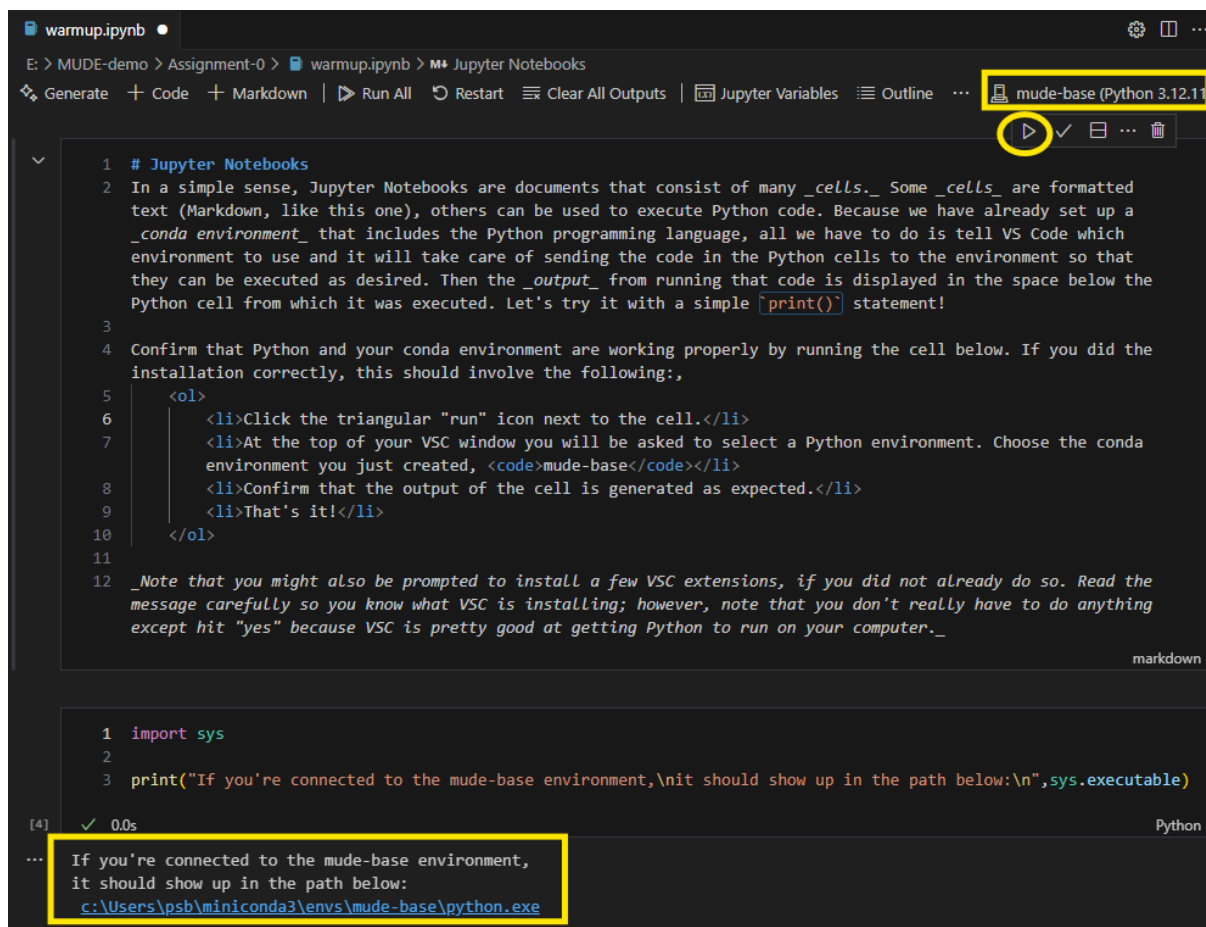 warmup.ipynb
E: > MUDE-demo > Assignment-0 > warmup.ipynb > M↓ Jupyter Notebooks
Generate + Code + Markdown | Run All Restart Clear All Outputs | Jupyter Variables Outline ··· mude-base (Python 3.12.11
1 # Jupyter Notebooks
2 In a simple sense, Jupyter Notebooks are documents that consist of many _cells._ Some _cells_ are formatted
text (Markdown, like this one), others can be used to execute Python code. Because we have already set up a
_conda environment_ that includes the Python programming language, all we have to do is tell VS Code which
environment to use and it will take care of sending the code in the Python cells to the environment so that
they can be executed as desired. Then the _output_ from running that code is displayed in the space below the
Python cell from which it was executed. Let's try it with a simple `print()` statement!
3
4 Confirm that Python and your conda environment are working properly by running the cell below. If you did the
installation correctly, this should involve the following:,
5 <ol>
6 <li>Click the triangular "run" icon next to the cell.</li>
7 <li>At the top of your VSC window you will be asked to select a Python environment. Choose the conda
environment you just created, <code>mude-base</code></li>
8 <li>Confirm that the output of the cell is generated as expected.</li>
9 <li>That's it!</li>
10 </ol>
11
12 _Note that you might also be prompted to install a few VSC extensions, if you did not already do so. Read the
message carefully so you know what VSC is installing; however, note that you don't really have to do anything
except hit "yes" because VSC is pretty good at getting Python to run on your computer._
markdown
1 import sys
2
3 print("If you're connected to the mude-base environment,\nit should show up in the path below:\n",sys.executable)
[4] 0.0s Python
If you're connected to the mude-base environment,
it should show up in the path below:
c:\Users\psb\miniconda3\envs\mude-base\python.exe